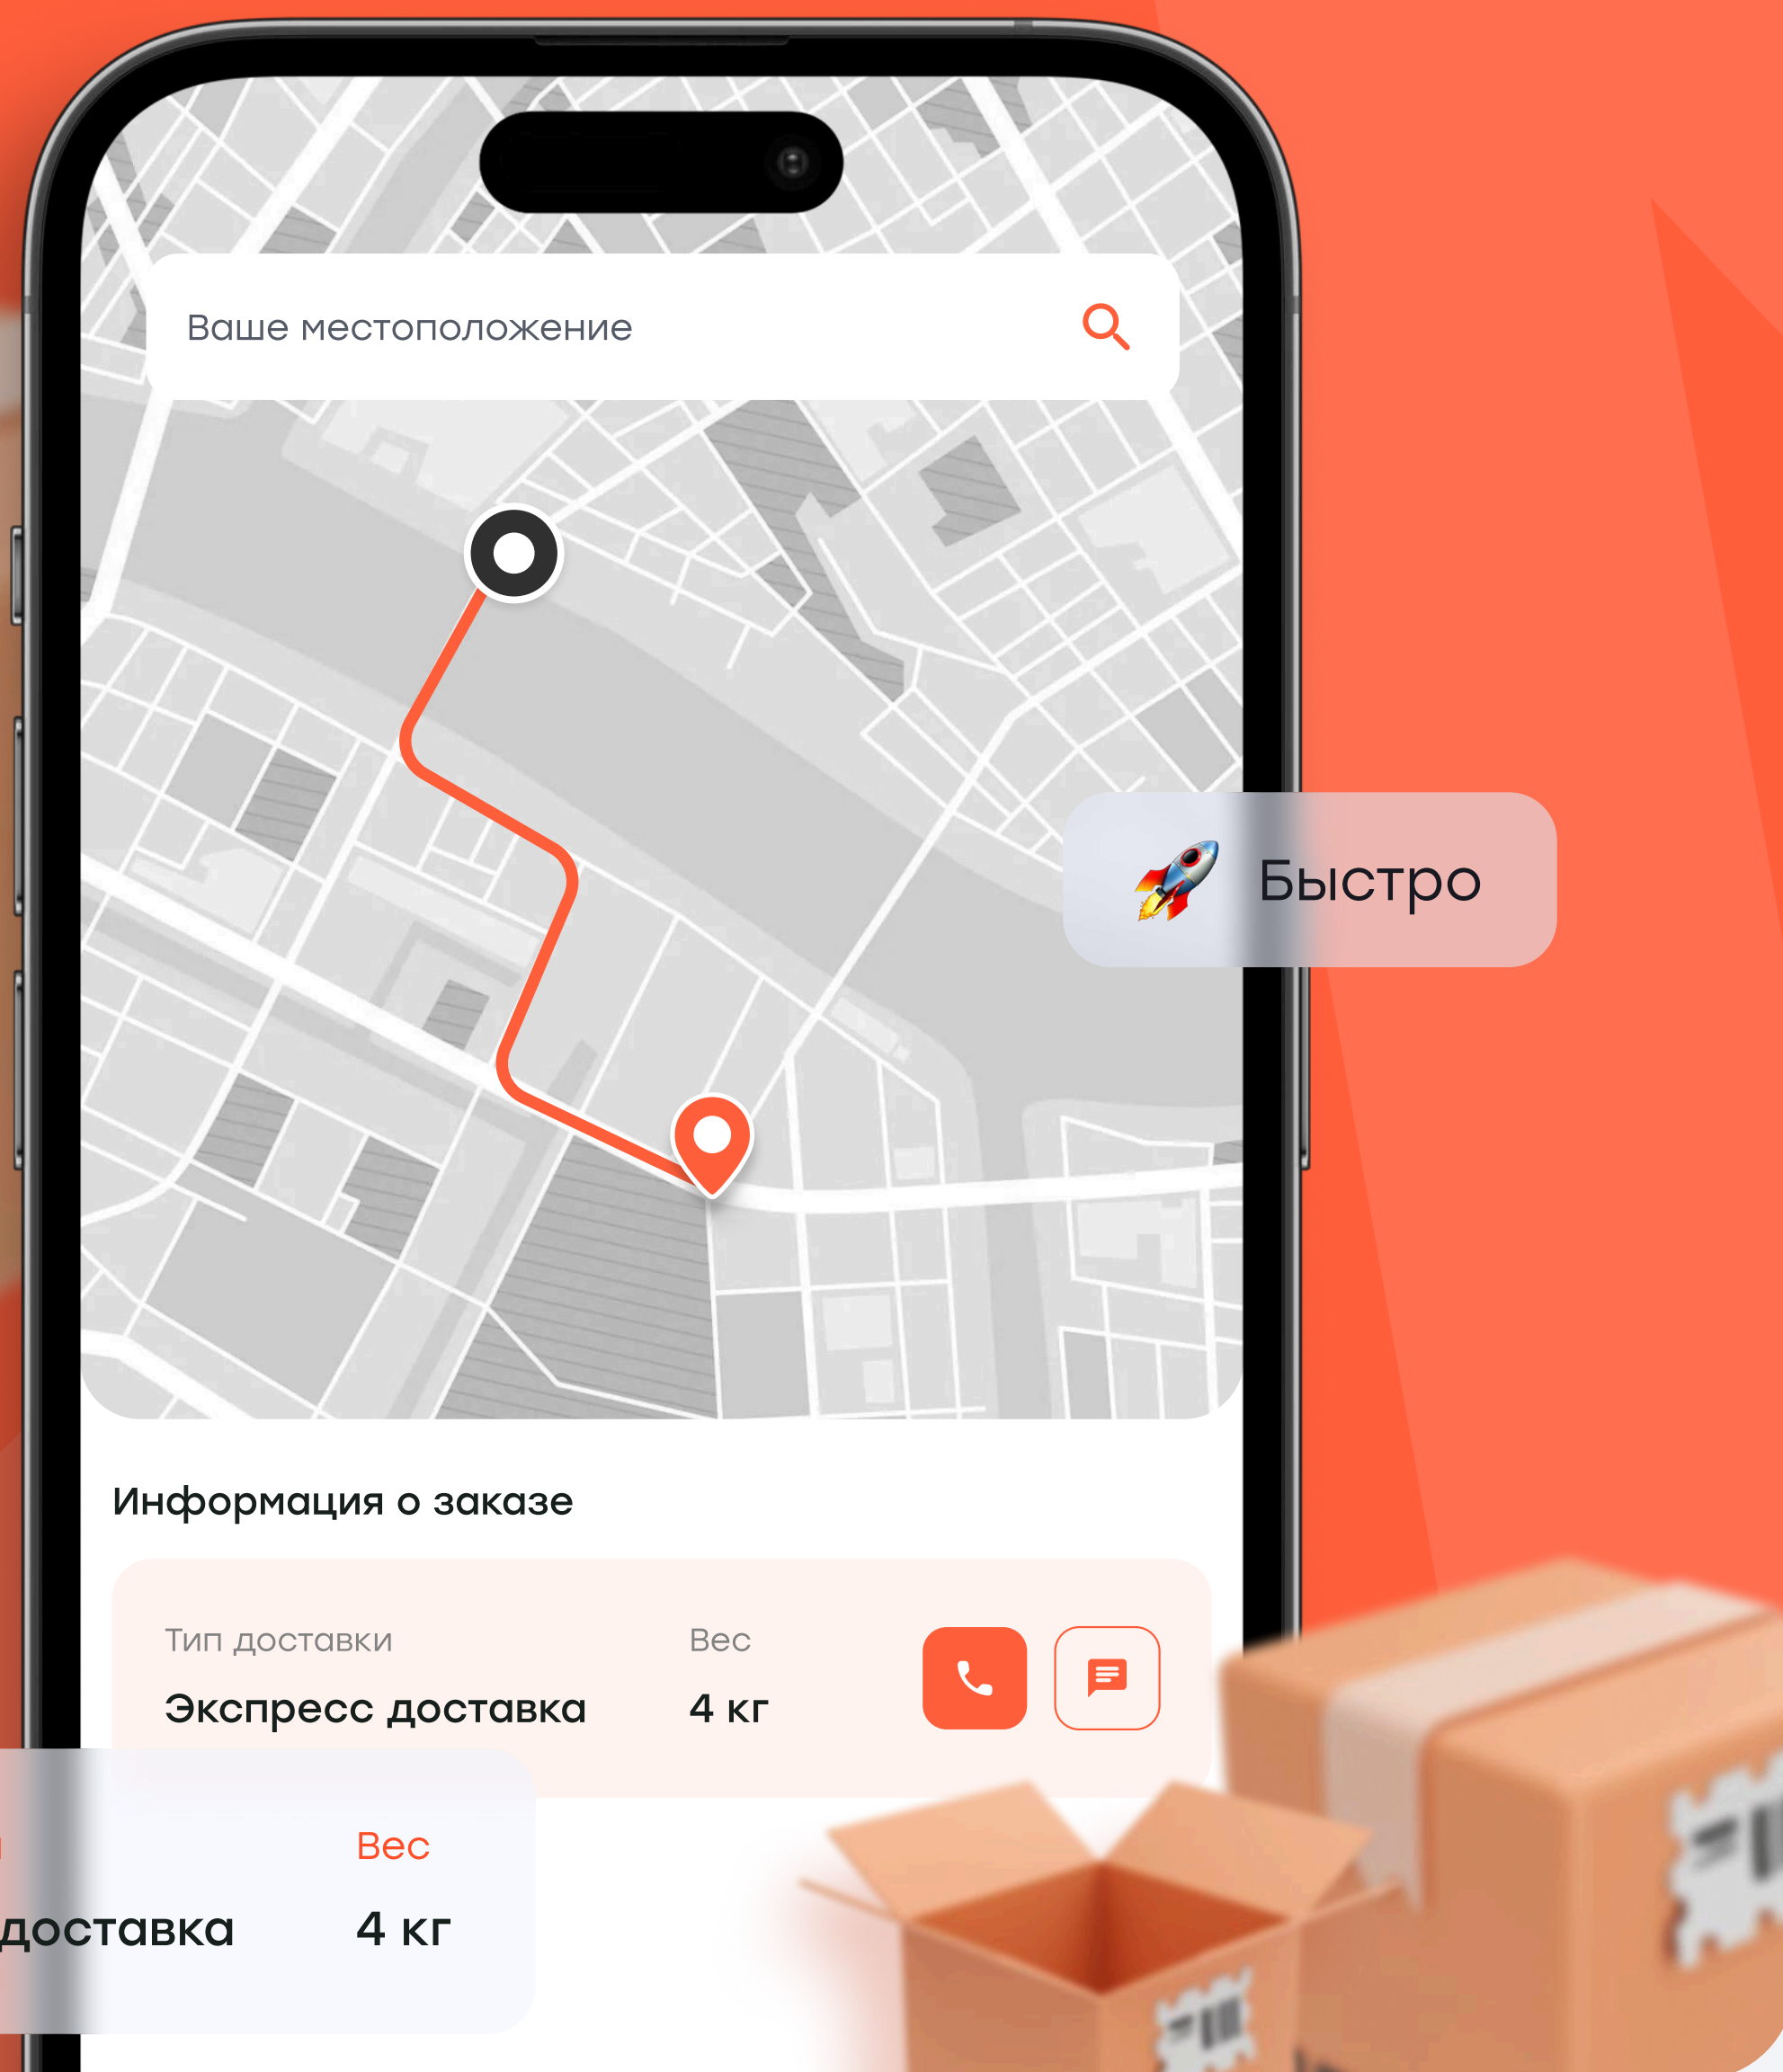 Ваше местоположение
Быстро
Информация о заказе
Тип доставки
Вес
Экспресс доставка
4 кг
Вес
доставка
4 кг